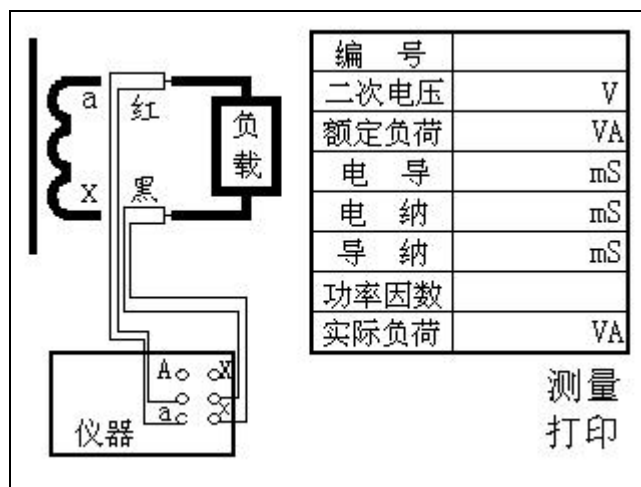 a
红
负
载
X
黑
A X
a x
仪器
编 号
二次电压 V
额定负荷 VA
电 导 mS
电 纳 mS
导 纳 mS
功率因数
实际负荷 VA
测量
打印